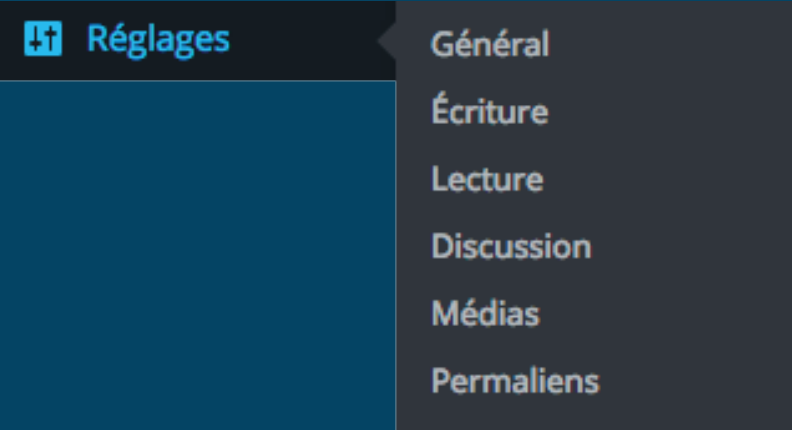 Réglages
Général
Écriture
Lecture
Discussion
Médias
Permaliens